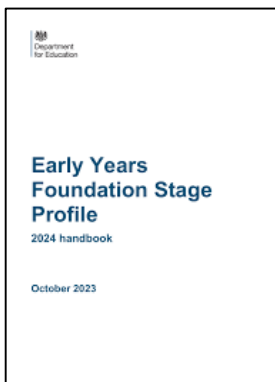 Department
for Education
Early Years
Foundation Stage
Profile
2024 handbook
October 2023